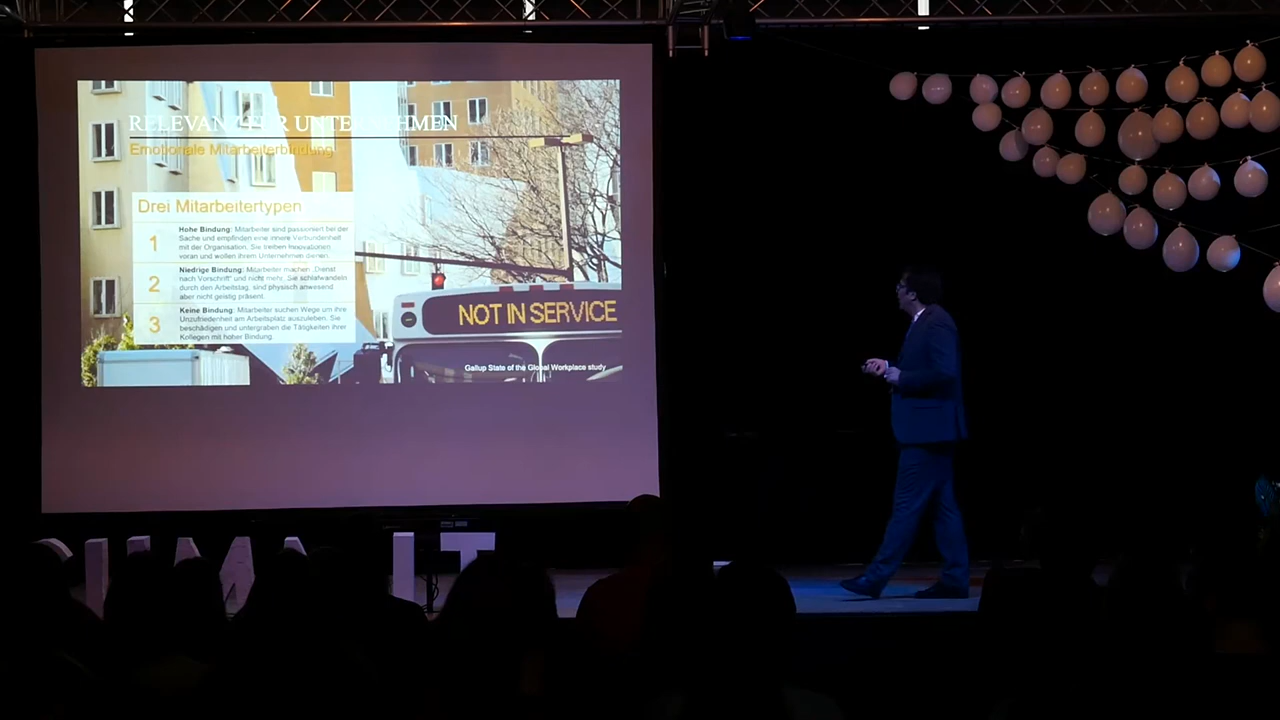 RELEVANZ FÜR UNTERNEHMEN
Emotionale Mitarbeiterbindung
Drei Mitarbeitertypen
1
Hohe Bindung: Mitarbeiter sind passioniert bei der
Sache und empfinden eine innere Verbundenheit
mit der Organisation. Sie treiben Innovationen
voran und wollen ihrem Unternehmen dienen.
2
Niedrige Bindung: Mitarbeiter machen „Dienst
nach Vorschrift“ und nicht mehr. Sie schlafwandeln
durch den Arbeitstag, sind physisch anwesend
aber nicht geistig präsent.
3
Keine Bindung: Mitarbeiter suchen Wege um ihre
Unzufriedenheit am Arbeitsplatz auszuleben. Sie
beschädigen und untergraben die Tätigkeiten ihrer
Kollegen mit hoher Bindung.
NOT IN SERVICE
Gallup State of the Global Workplace study
SUMMIT